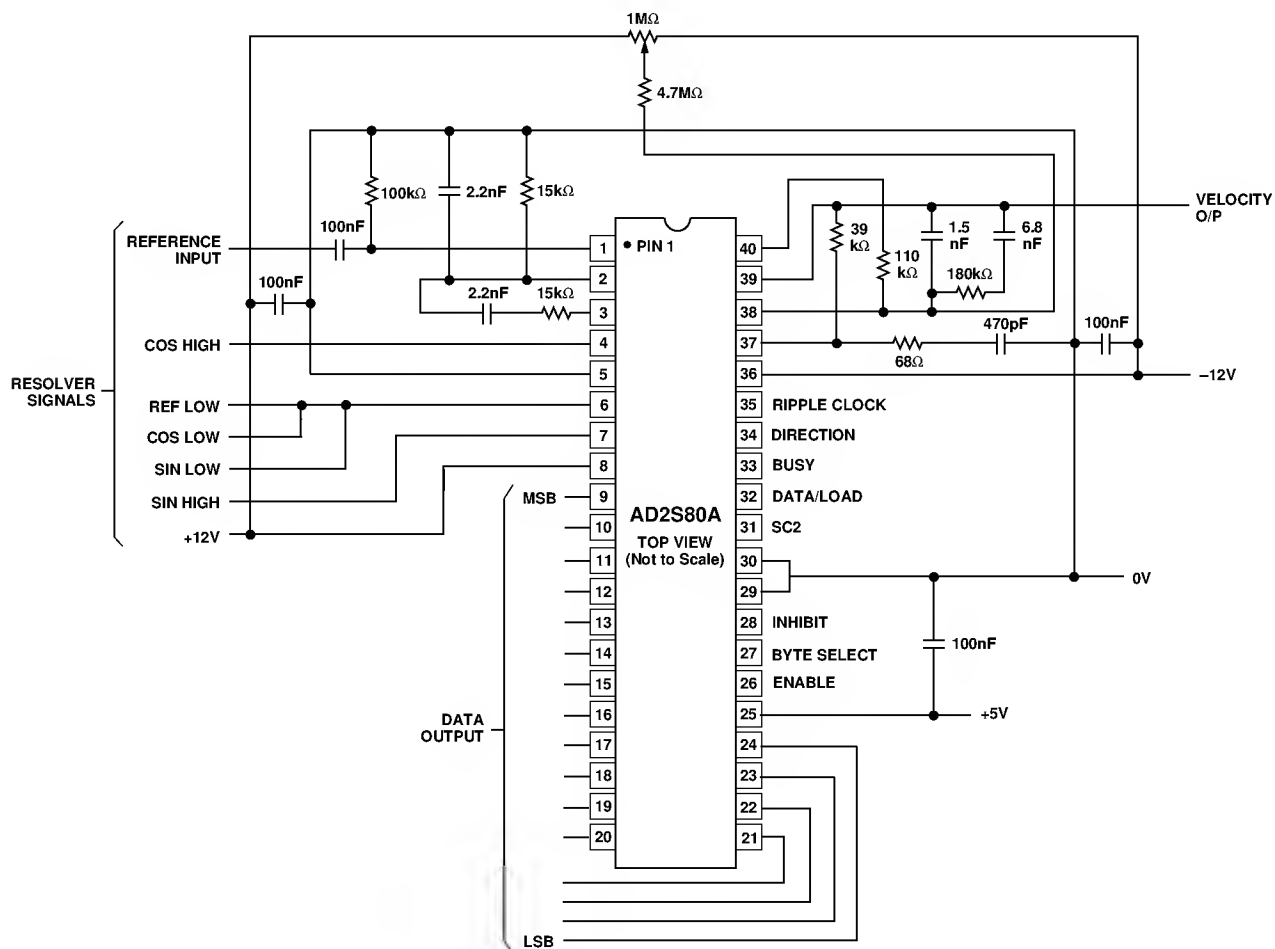 1MΩ
4.7MΩ
100kΩ
2.2nF
15kΩ
100nF
REFERENCE
INPUT
100nF
2.2nF
15kΩ
COS HIGH
RESOLVER
SIGNALS
REF LOW
COS LOW
SIN LOW
SIN HIGH
+12V
MSB
DATA
OUTPUT
LSB
1
2
3
4
5
6
7
8
9
10
11
12
13
14
15
16
17
18
19
20
PIN 1
AD2S80A
TOP VIEW
(Not to Scale)
40
39
38
37
36
35
34
33
32
31
30
29
28
27
26
25
24
23
22
21
VELOCITY
O/P
39
kΩ
110
kΩ
1.5
nF
6.8
nF
180kΩ
470pF
100nF
68Ω
–12V
RIPPLE CLOCK
DIRECTION
BUSY
DATA/LOAD
SC2
0V
INHIBIT
BYTE SELECT
ENABLE
100nF
+5V